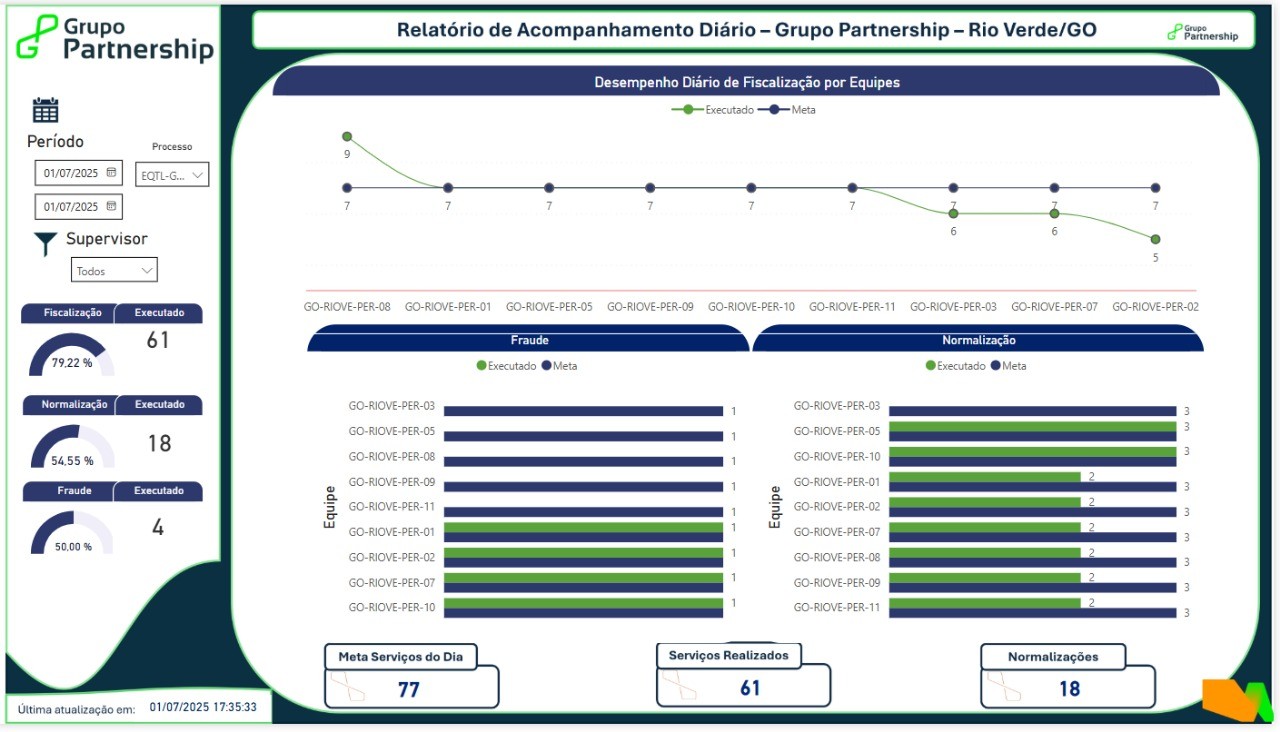 Grupo
Partnership
Relatório de Acompanhamento Diário – Grupo Partnership – Rio Verde/GO
Grupo
Partnership
Período
Processo
01/07/2025
EQTL-G...
01/07/2025
Supervisor
Todos
Fiscalização Executado
61
79,22 %
Normalização Executado
18
54,55 %
Fraude Executado
4
50,00 %
Desempenho Diário de Fiscalização por Equipes
Executado Meta
9
7 7 7 7 7 7 7 7 7
6 6
5
GO-RIOVE-PER-08 GO-RIOVE-PER-01 GO-RIOVE-PER-05 GO-RIOVE-PER-09 GO-RIOVE-PER-10 GO-RIOVE-PER-11 GO-RIOVE-PER-03 GO-RIOVE-PER-07 GO-RIOVE-PER-02
Fraude
Executado Meta
Equipe
GO-RIOVE-PER-03 1
GO-RIOVE-PER-05 1
GO-RIOVE-PER-08 1
GO-RIOVE-PER-09 1
GO-RIOVE-PER-11 1
GO-RIOVE-PER-01 1
GO-RIOVE-PER-02 1
GO-RIOVE-PER-07 1
GO-RIOVE-PER-10 1
Normalização
Executado Meta
Equipe
GO-RIOVE-PER-03 3
GO-RIOVE-PER-05 3
GO-RIOVE-PER-10 3
GO-RIOVE-PER-01 2 3
GO-RIOVE-PER-02 2 3
GO-RIOVE-PER-07 2 3
GO-RIOVE-PER-08 2 3
GO-RIOVE-PER-09 2 3
GO-RIOVE-PER-11 2 3
Meta Serviços do Dia
77
Serviços Realizados
61
Normalizações
18
Última atualização em: 01/07/2025 17:35:33